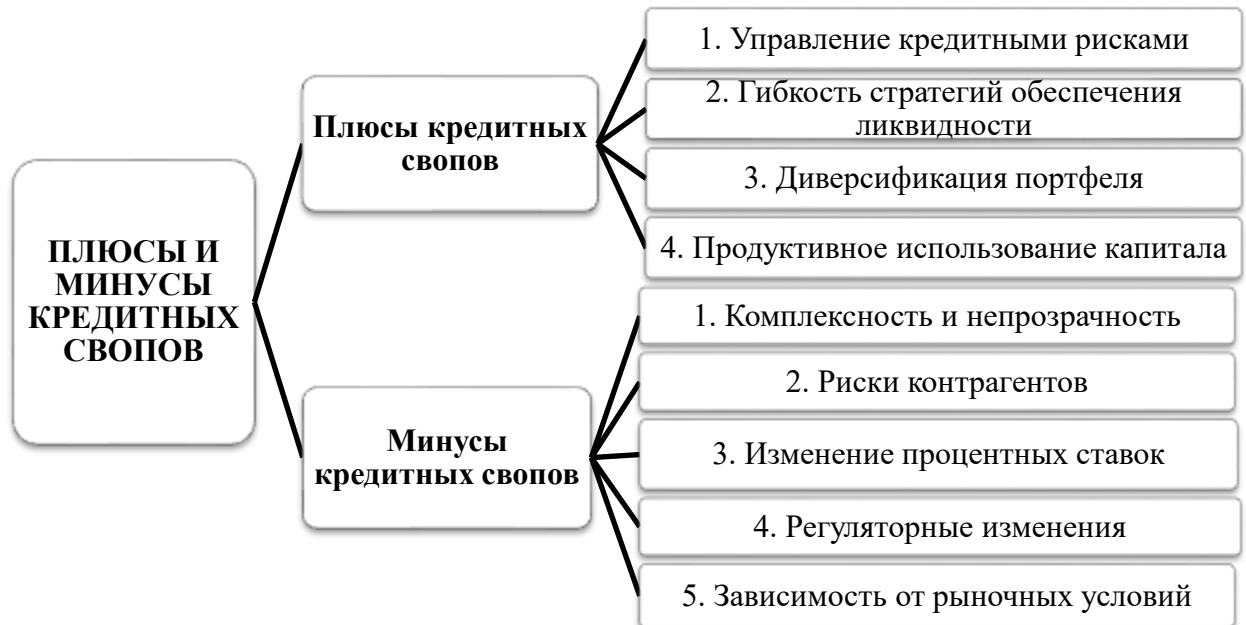 ПЛЮСЫ И
МИНУСЫ
КРЕДИТНЫХ
СВОПОВ
Плюсы кредитных
свопов
1. Управление кредитными рисками
2. Гибкость стратегий обеспечения
ликвидности
3. Диверсификация портфеля
4. Продуктивное использование капитала
Минусы
кредитных свопов
1. Комплексность и непрозрачность
2. Риски контрагентов
3. Изменение процентных ставок
4. Регуляторные изменения
5. Зависимость от рыночных условий